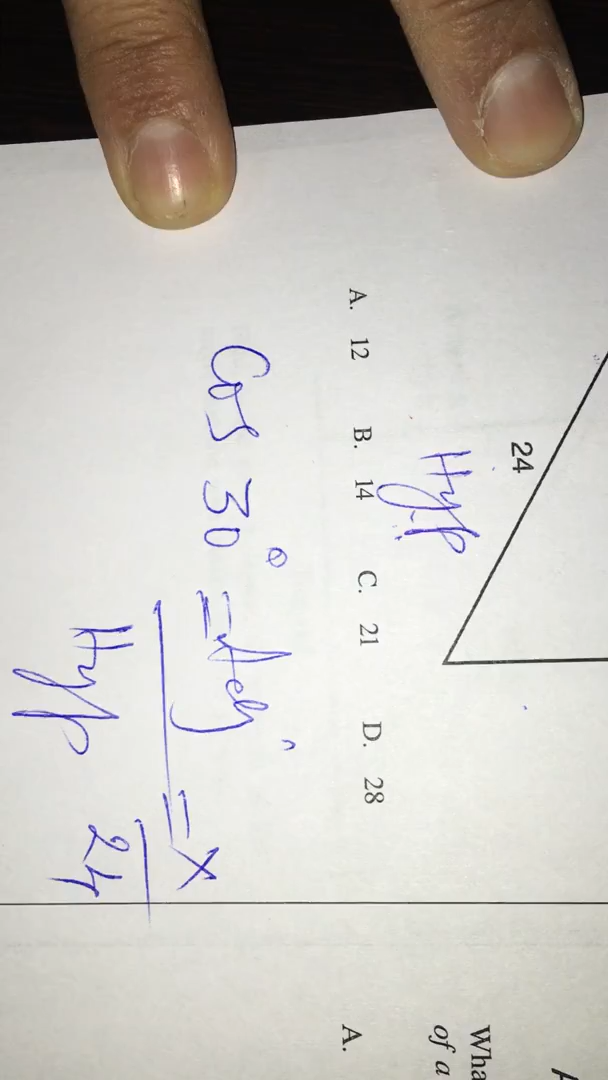 24
Hyp
A. 12 B. 14 C. 21 D. 28
Cos 30° = Adj = x
Hyp 24
Wha
of a
A.